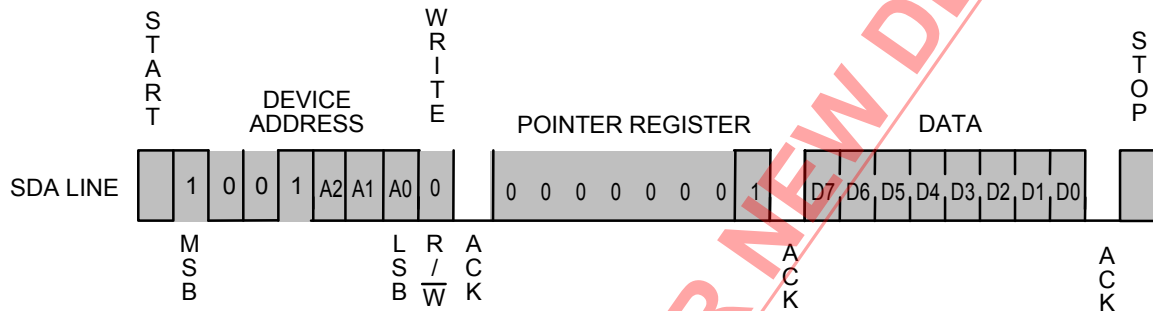 START
DEVICE ADDRESS
WRITE
POINTER REGISTER
DATA
STOP
SDA LINE
1 0 0 1 A2 A1 A0 0
0 0 0 0 0 0 0 1
D7 D6 D5 D4 D3 D2 D1 D0
MSB
LSB
R/W
ACK
ACK
ACK
R NEW DE